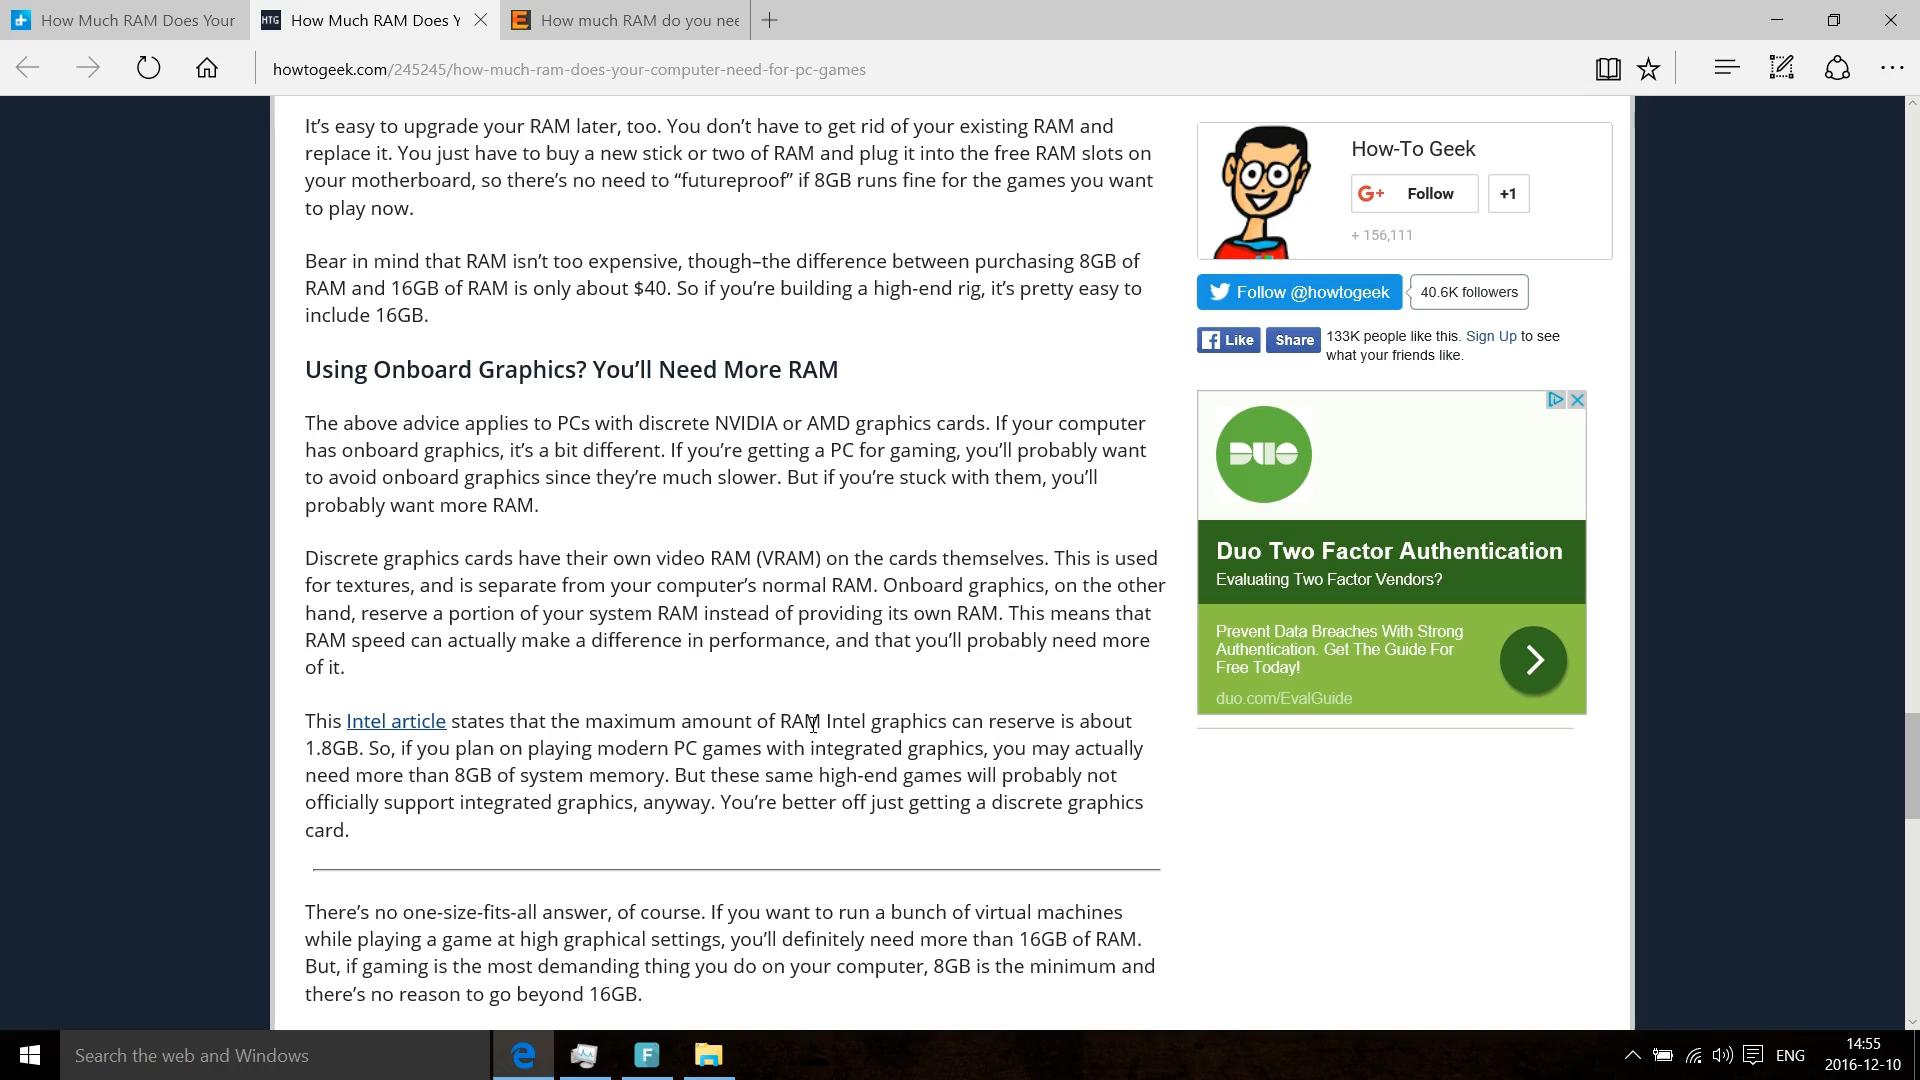 How Much RAM Does Your
HTG
How Much RAM Does Y
How much RAM do you nee
howtogeek.com/245245/how-much-ram-does-your-computer-need-for-pc-games
It’s easy to upgrade your RAM later, too. You don’t have to get rid of your existing RAM and
replace it. You just have to buy a new stick or two of RAM and plug it into the free RAM slots on
your motherboard, so there’s no need to “futureproof” if 8GB runs fine for the games you want
to play now.
Bear in mind that RAM isn’t too expensive, though–the difference between purchasing 8GB of
RAM and 16GB of RAM is only about $40. So if you’re building a high-end rig, it’s pretty easy to
include 16GB.
Using Onboard Graphics? You’ll Need More RAM
The above advice applies to PCs with discrete NVIDIA or AMD graphics cards. If your computer
has onboard graphics, it’s a bit different. If you’re getting a PC for gaming, you’ll probably want
to avoid onboard graphics since they’re much slower. But if you’re stuck with them, you’ll
probably want more RAM.
Discrete graphics cards have their own video RAM (VRAM) on the cards themselves. This is used
for textures, and is separate from your computer’s normal RAM. Onboard graphics, on the other
hand, reserve a portion of your system RAM instead of providing its own RAM. This means that
RAM speed can actually make a difference in performance, and that you’ll probably need more
of it.
This Intel article states that the maximum amount of RAM Intel graphics can reserve is about
1.8GB. So, if you plan on playing modern PC games with integrated graphics, you may actually
need more than 8GB of system memory. But these same high-end games will probably not
officially support integrated graphics, anyway. You’re better off just getting a discrete graphics
card.
There’s no one-size-fits-all answer, of course. If you want to run a bunch of virtual machines
while playing a game at high graphical settings, you’ll definitely need more than 16GB of RAM.
But, if gaming is the most demanding thing you do on your computer, 8GB is the minimum and
there’s no reason to go beyond 16GB.
How-To Geek
G+ Follow +1
+ 156,111
Follow @howtogeek 40.6K followers
Like Share 133K people like this. Sign Up to see
what your friends like.
DUO
Duo Two Factor Authentication
Evaluating Two Factor Vendors?
Prevent Data Breaches With Strong
Authentication. Get The Guide For
Free Today!
duo.com/EvalGuide
Search the web and Windows
F
ENG
14:55
2016-12-10